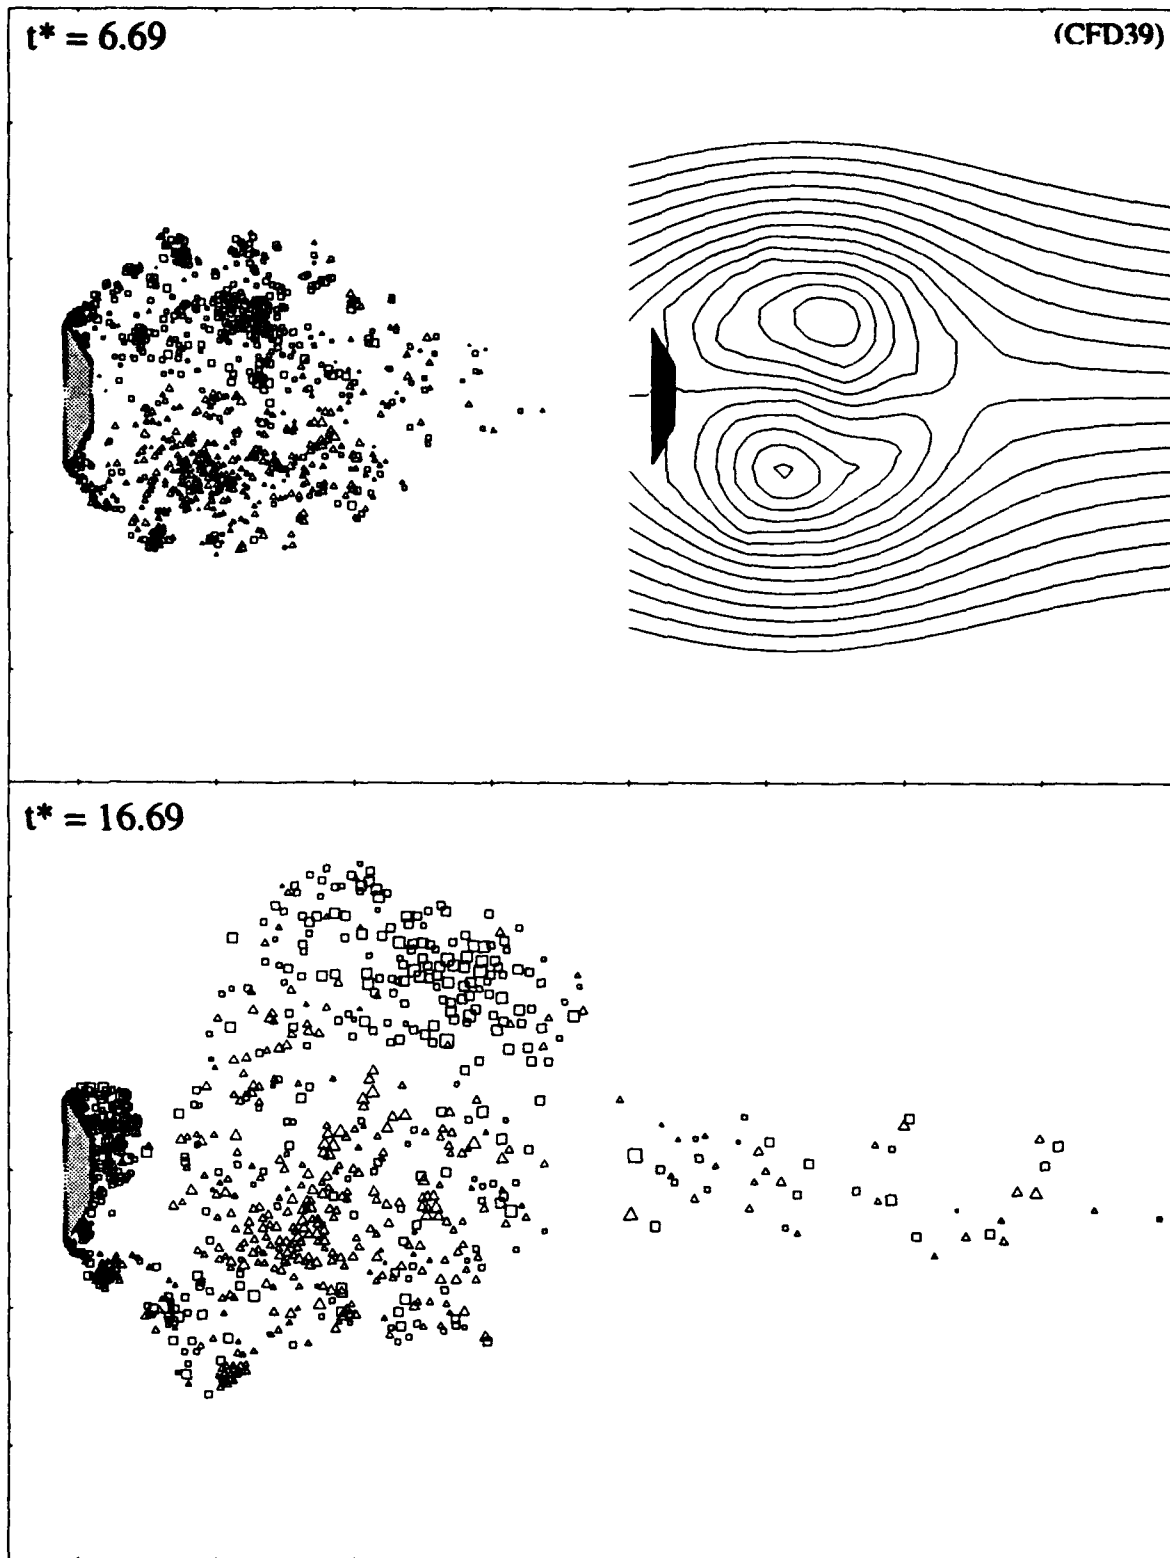 t* = 6.69
(CFD39)
t* = 16.69